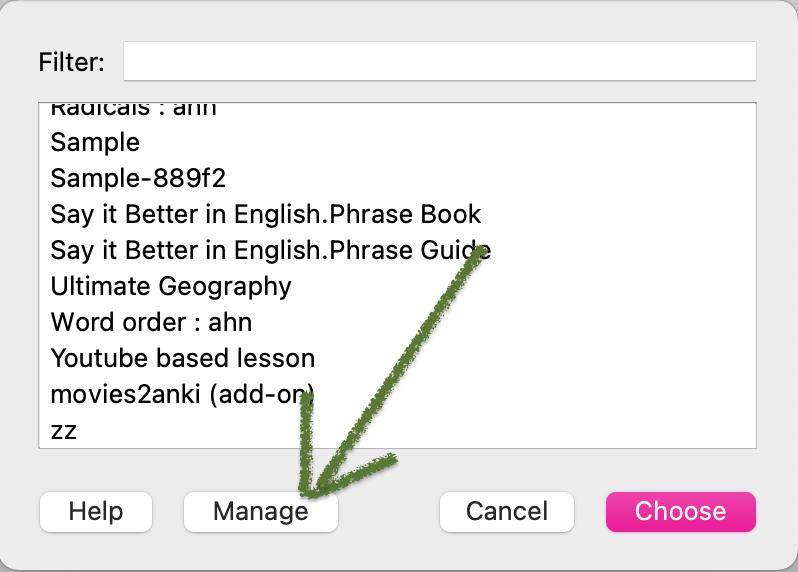 Filter:
Radicals : ahn
Sample
Sample-889f2
Say it Better in English.Phrase Book
Say it Better in English.Phrase Guide
Ultimate Geography
Word order : ahn
Youtube based lesson
movies2anki (add-on)
zz
Help Manage Cancel Choose